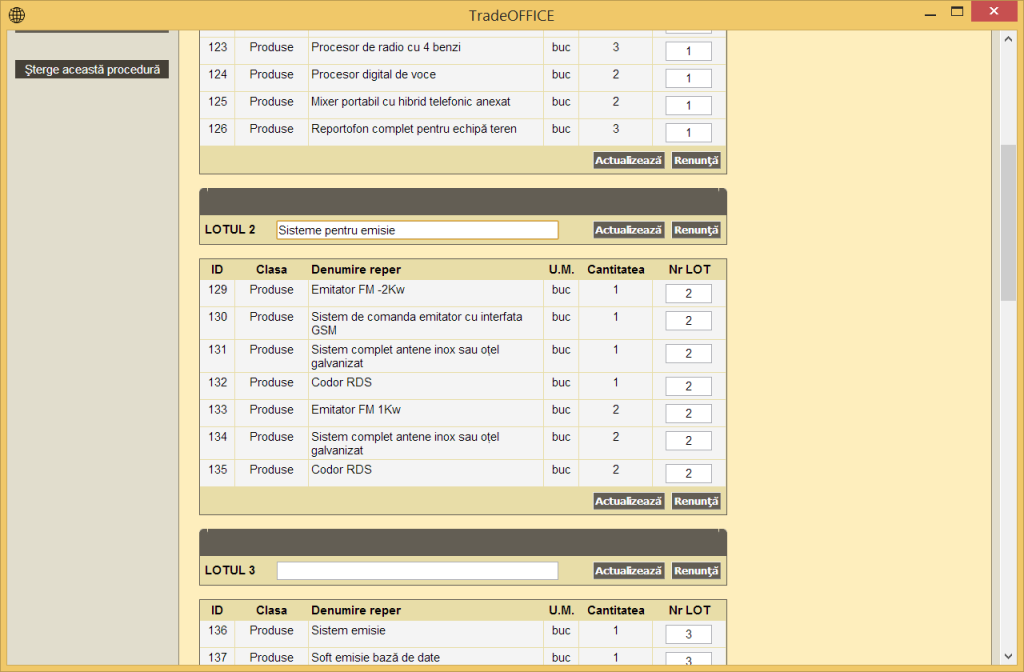 TradeOFFICE
Şterge această procedură
123 Produse Procesor de radio cu 4 benzi buc 3 1
124 Produse Procesor digital de voce buc 2 1
125 Produse Mixer portabil cu hibrid telefonic anexat buc 2 1
126 Produse Reportofon complet pentru echipă teren buc 3 1
Actualizează Renunţă
LOTUL 2 Sisteme pentru emisie Actualizează Renunţă
ID Clasa Denumire reper U.M. Cantitatea Nr LOT
129 Produse Emitator FM -2Kw buc 1 2
130 Produse Sistem de comanda emitator cu interfata buc 1 2
GSM
131 Produse Sistem complet antene inox sau oţel buc 1 2
galvanizat
132 Produse Codor RDS buc 1 2
133 Produse Emitator FM 1Kw buc 2 2
134 Produse Sistem complet antene inox sau oţel buc 2 2
galvanizat
135 Produse Codor RDS buc 2 2
Actualizează Renunţă
LOTUL 3 Actualizează Renunţă
ID Clasa Denumire reper U.M. Cantitatea Nr LOT
136 Produse Sistem emisie buc 1 3
137 Produse Soft emisie bază de date buc 1 3